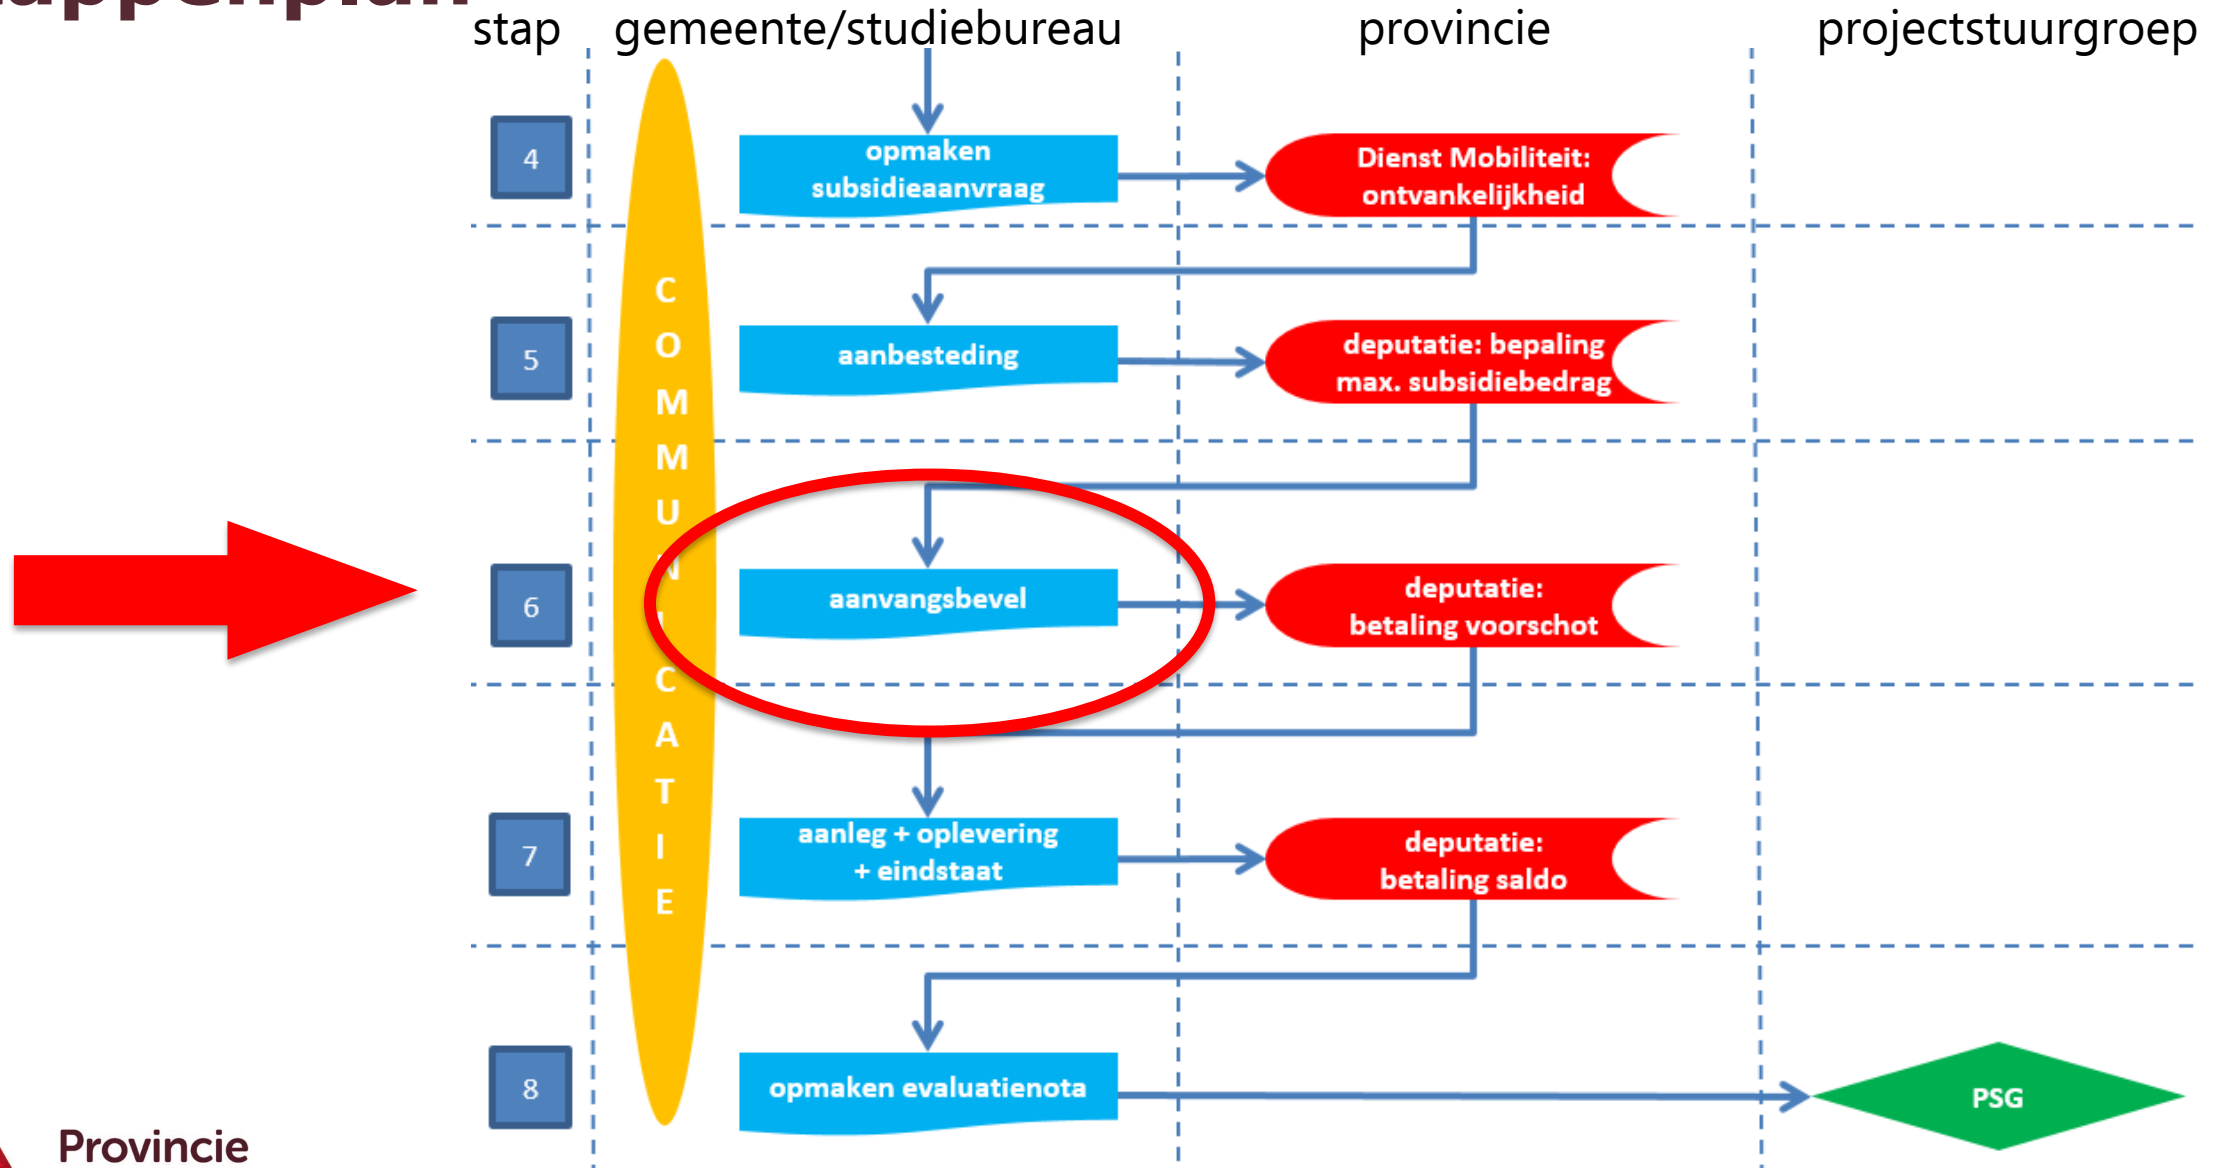 stap gemeente/studiebureau provincie projectstuurgroep
4
opmaken
subsidieaanvraag
Dienst Mobiliteit:
ontvankelijkheid
5
aanbesteding
deputatie: bepaling
max. subsidiebedrag
6
aanvangsbevel
deputatie:
betaling voorschot
7
aanleg + oplevering
+ eindstaat
deputatie:
betaling saldo
8
opmaken evaluatienota
PSG
C
O
M
M
U
N
I
C
A
T
I
E
Provincie